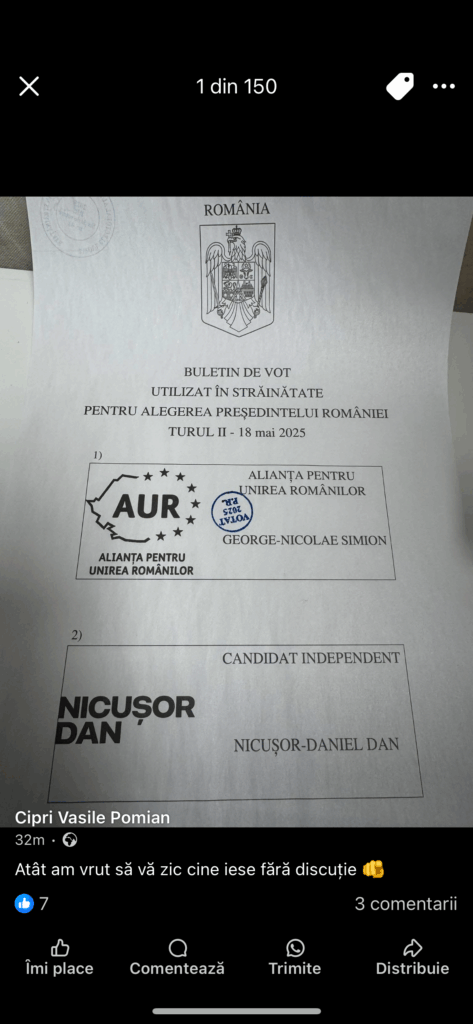 1 din 150
ROMÂNIA
BULETIN DE VOT
UTILIZAT ÎN STRĂINĂTATE
PENTRU ALEGEREA PREȘEDINTELUI ROMÂNIEI
TURUL II - 18 mai 2025
1)
AUR
ALIANȚA PENTRU
UNIREA ROMÂNILOR
ALIANȚA PENTRU
UNIREA ROMÂNILOR
VOTAT
2025
P.R.
GEORGE-NICOLAE SIMION
2)
NICUȘOR
DAN
CANDIDAT INDEPENDENT
NICUȘOR-DANIEL DAN
Cipri Vasile Pomian
32m ·
Atât am vrut să vă zic cine iese fără discuție 🫵
7
3 comentarii
Îmi place
Comentează
Trimite
Distribuie